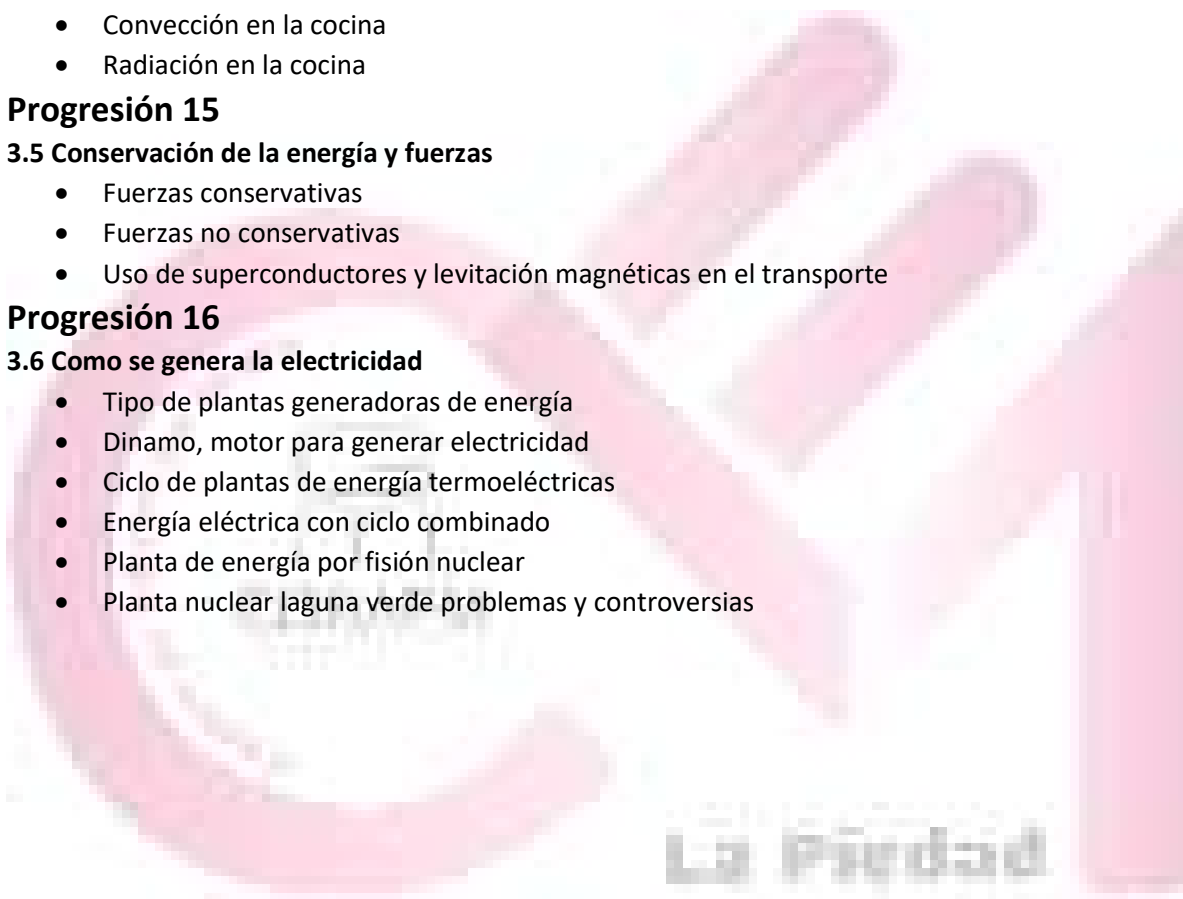 • Convección en la cocina
• Radiación en la cocina
Progresión 15
3.5 Conservación de la energía y fuerzas
• Fuerzas conservativas
• Fuerzas no conservativas
• Uso de superconductores y levitación magnéticas en el transporte
Progresión 16
3.6 Como se genera la electricidad
• Tipo de plantas generadoras de energía
• Dinamo, motor para generar electricidad
• Ciclo de plantas de energía termoeléctricas
• Energía eléctrica con ciclo combinado
• Planta de energía por fisión nuclear
• Planta nuclear laguna verde problemas y controversias
La Piedad